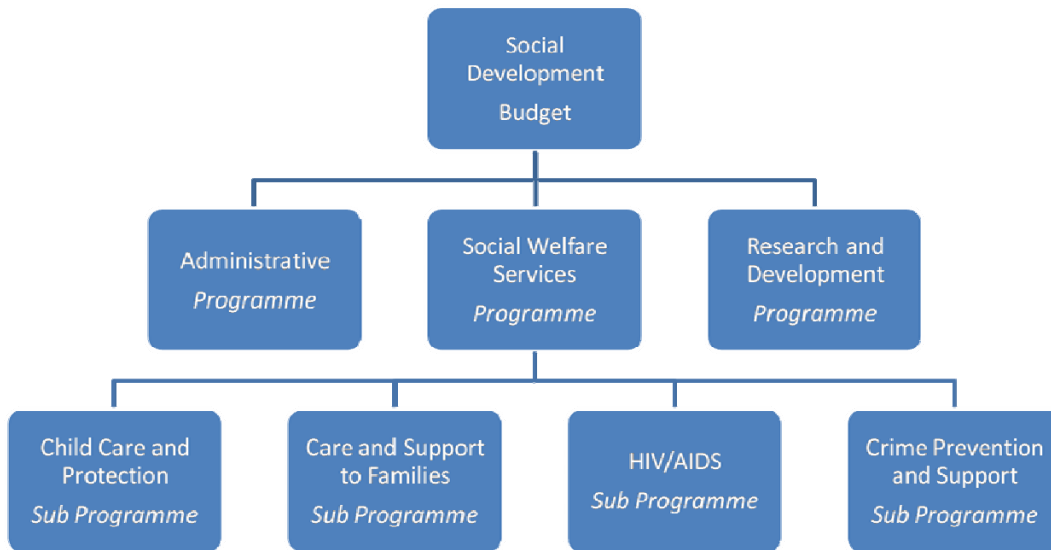 Social
Development
Budget
Administrative
Programme
Social Welfare
Services
Programme
Research and
Development
Programme
Child Care and
Protection
Sub Programme
Care and Support
to Families
Sub Programme
HIV/AIDS
Sub Programme
Crime Prevention
and Support
Sub Programme